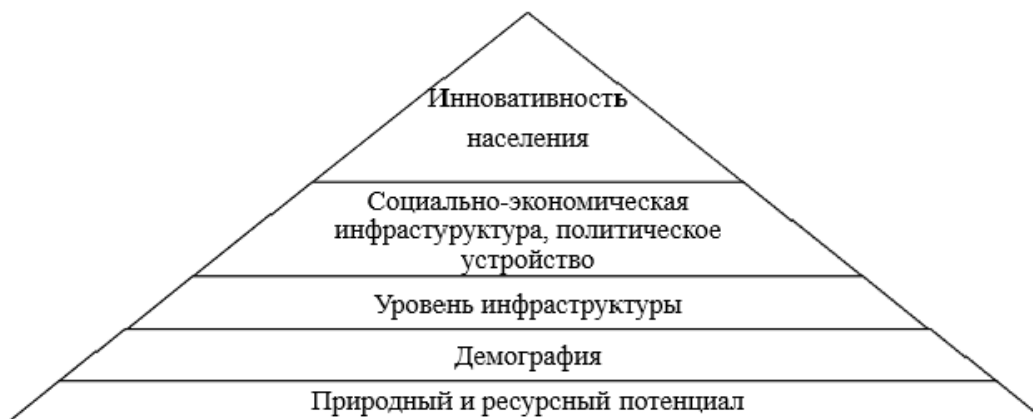 Инновативность
населения
Социально-экономическая
инфрастуруктура, политическое
устройство
Уровень инфраструктуры
Демография
Природный и ресурсный потенциал